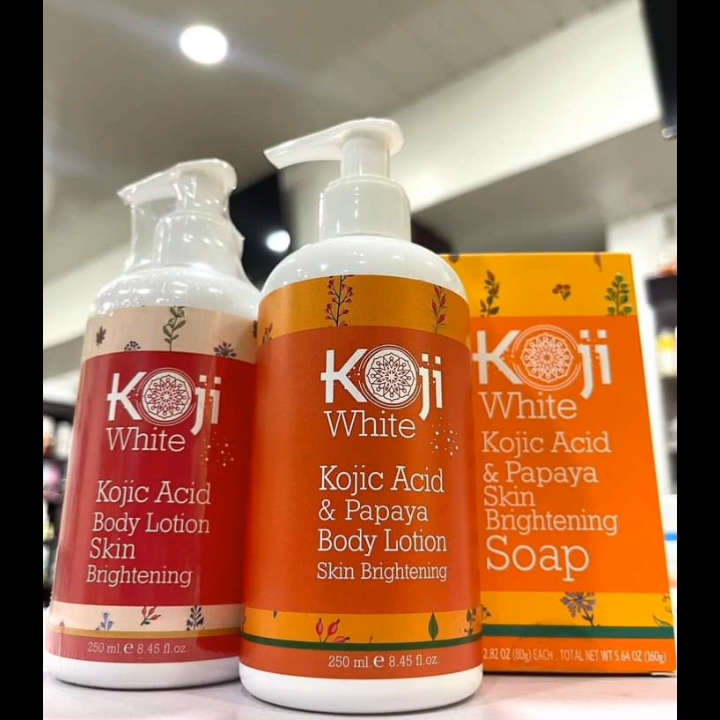 Koji
White
Kojic Acid
Body Lotion
Skin
Brightening
250 ml. e 8.45 fl.oz.
Koji
White
Kojic Acid
& Papaya
Body Lotion
Skin Brightening
250 ml. e 8.45 fl.oz.
Koji
White
Kojic Acid
& Papaya
Skin
Brightening
Soap
2.82 OZ (80g) EACH . TOTAL NET WT 5.64 OZ (160g)